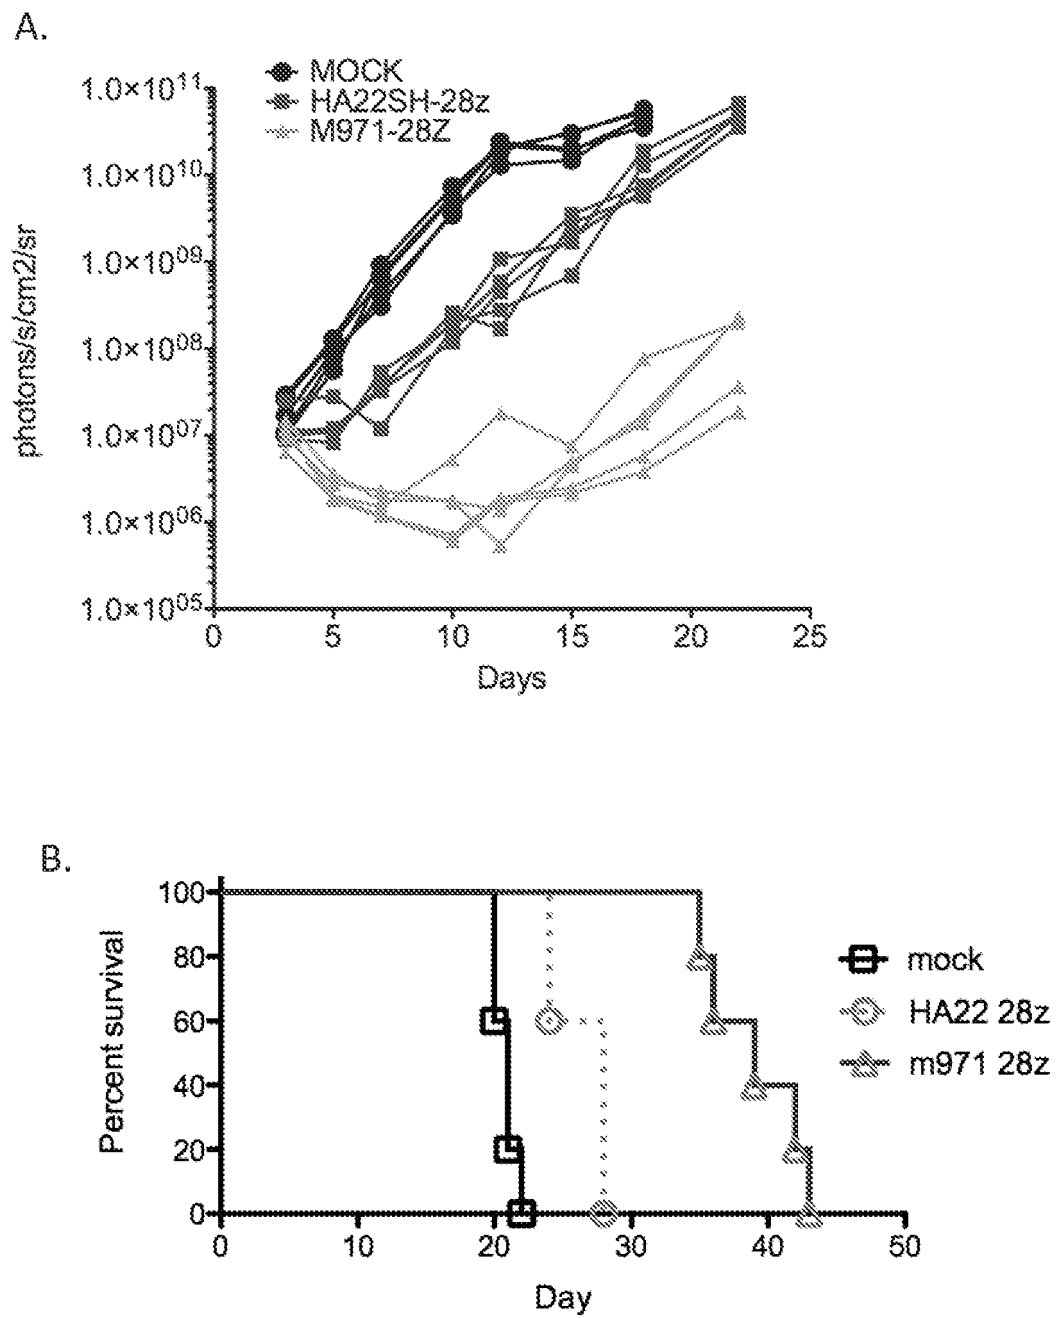 A.
MOCK
HA22SH-28z
M971-28Z
1.0×10¹¹
1.0×10¹⁰
1.0×10⁰⁹
1.0×10⁰⁸
1.0×10⁰⁷
1.0×10⁰⁶
1.0×10⁰⁵
photons/s/cm2/sr
0 5 10 15 20 25
Days
B.
100
80
60
40
20
0
Percent survival
mock
HA22 28z
m971 28z
0 10 20 30 40 50
Day